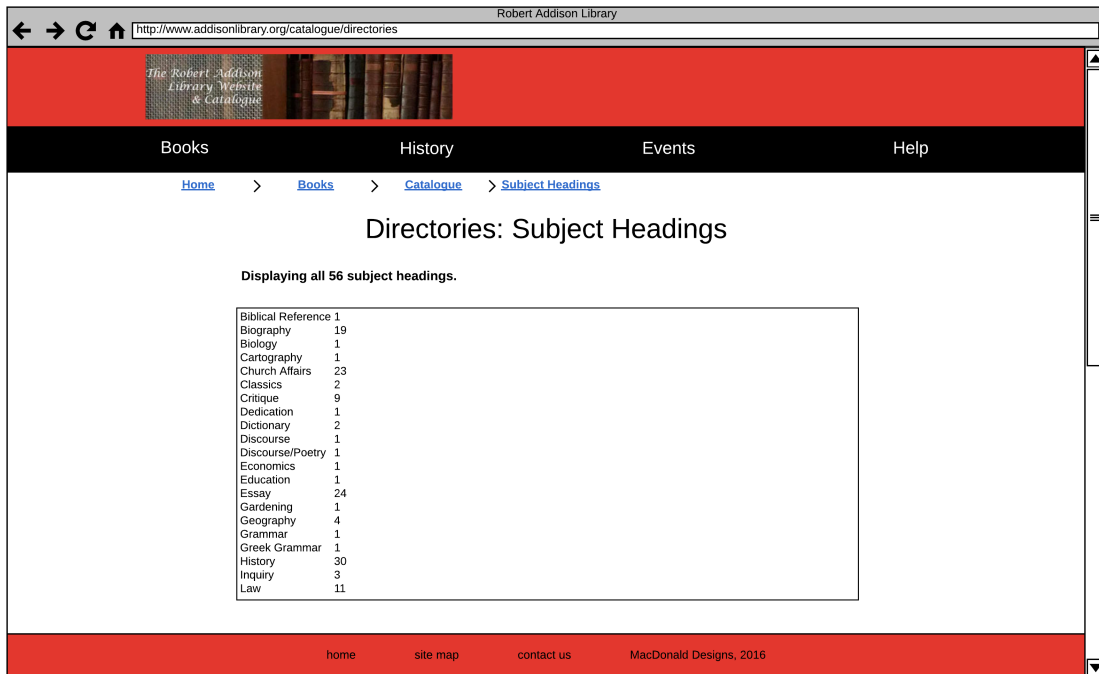 Robert Addison Library
http://www.addisonlibrary.org/catalogue/directories
The Robert Addison
Library Website
& Catalogue
Books History Events Help
Home > Books > Catalogue > Subject Headings
Directories: Subject Headings
Displaying all 56 subject headings.
Biblical Reference 1
Biography 19
Biology 1
Cartography 1
Church Affairs 23
Classics 2
Critique 9
Dedication 1
Dictionary 2
Discourse 1
Discourse/Poetry 1
Economics 1
Education 1
Essay 24
Gardening 1
Geography 4
Grammar 1
Greek Grammar 1
History 30
Inquiry 3
Law 11
home site map contact us MacDonald Designs, 2016